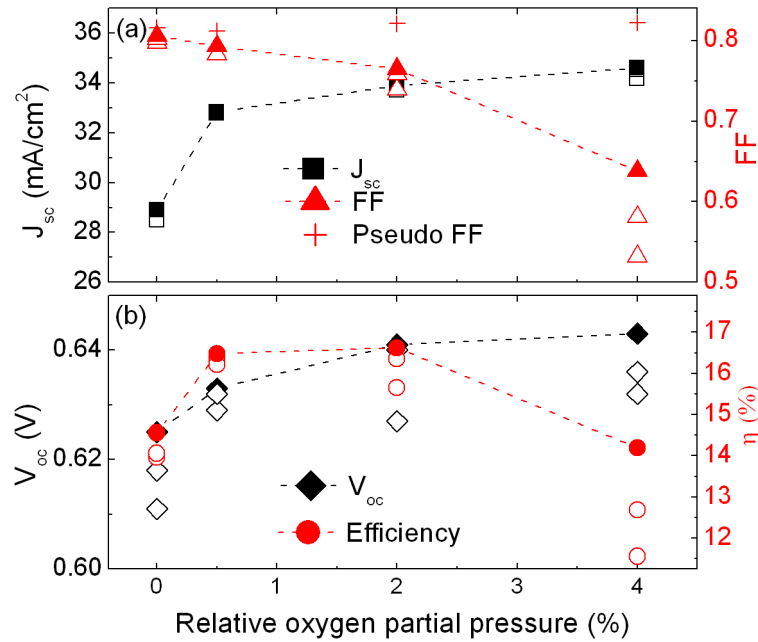 (a)
36
34
32
30
28
26
J_sc (mA/cm²)
0.8
0.7
0.6
0.5
FF
J_sc
FF
Pseudo FF
(b)
0.64
0.62
0.60
V_oc (V)
17
16
15
14
13
12
η (%)
V_oc
Efficiency
0 1 2 3 4
Relative oxygen partial pressure (%)